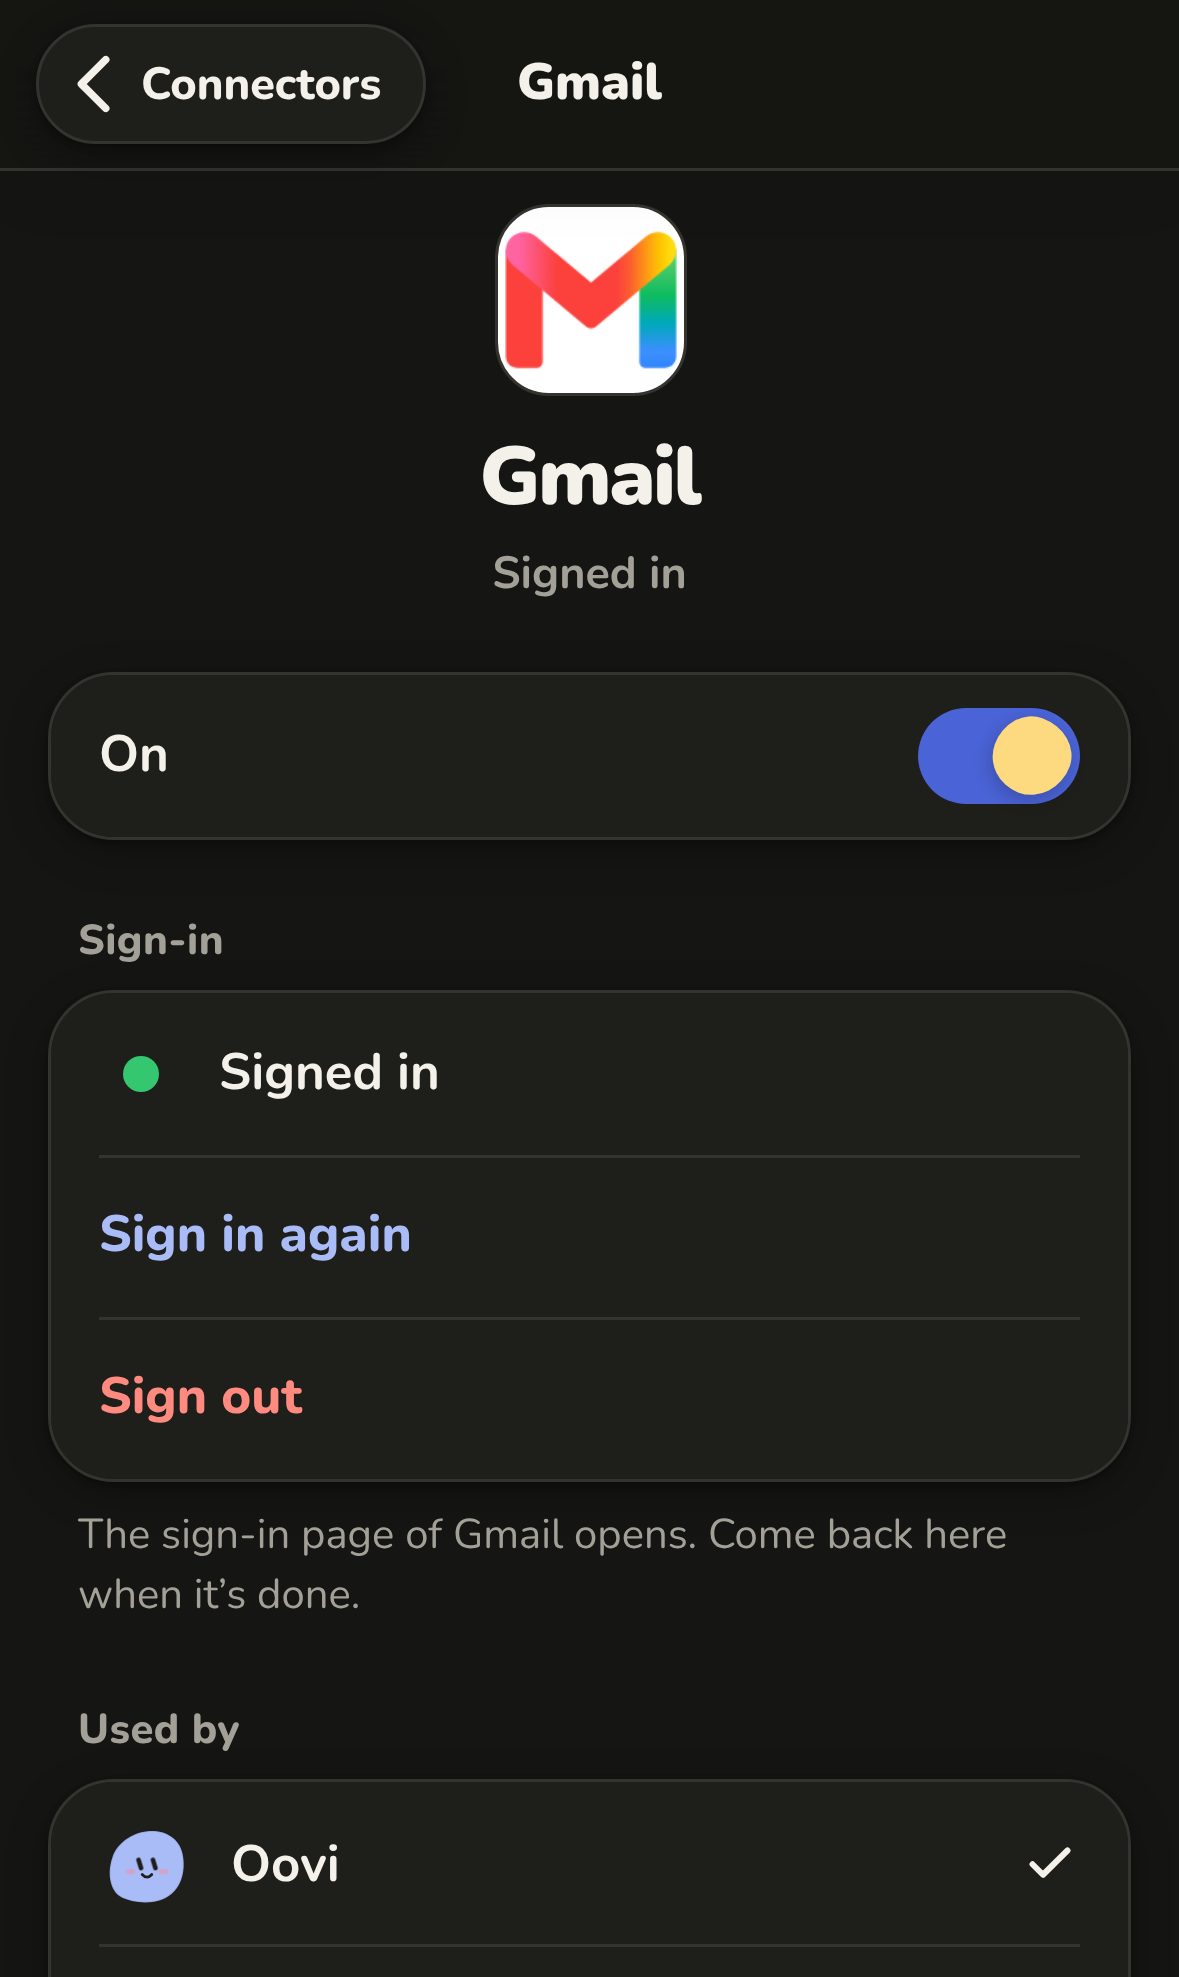 Connectors
Gmail
Gmail
Signed in
On
Sign-in
Signed in
Sign in again
Sign out
The sign-in page of Gmail opens. Come back here
when it’s done.
Used by
Oovi